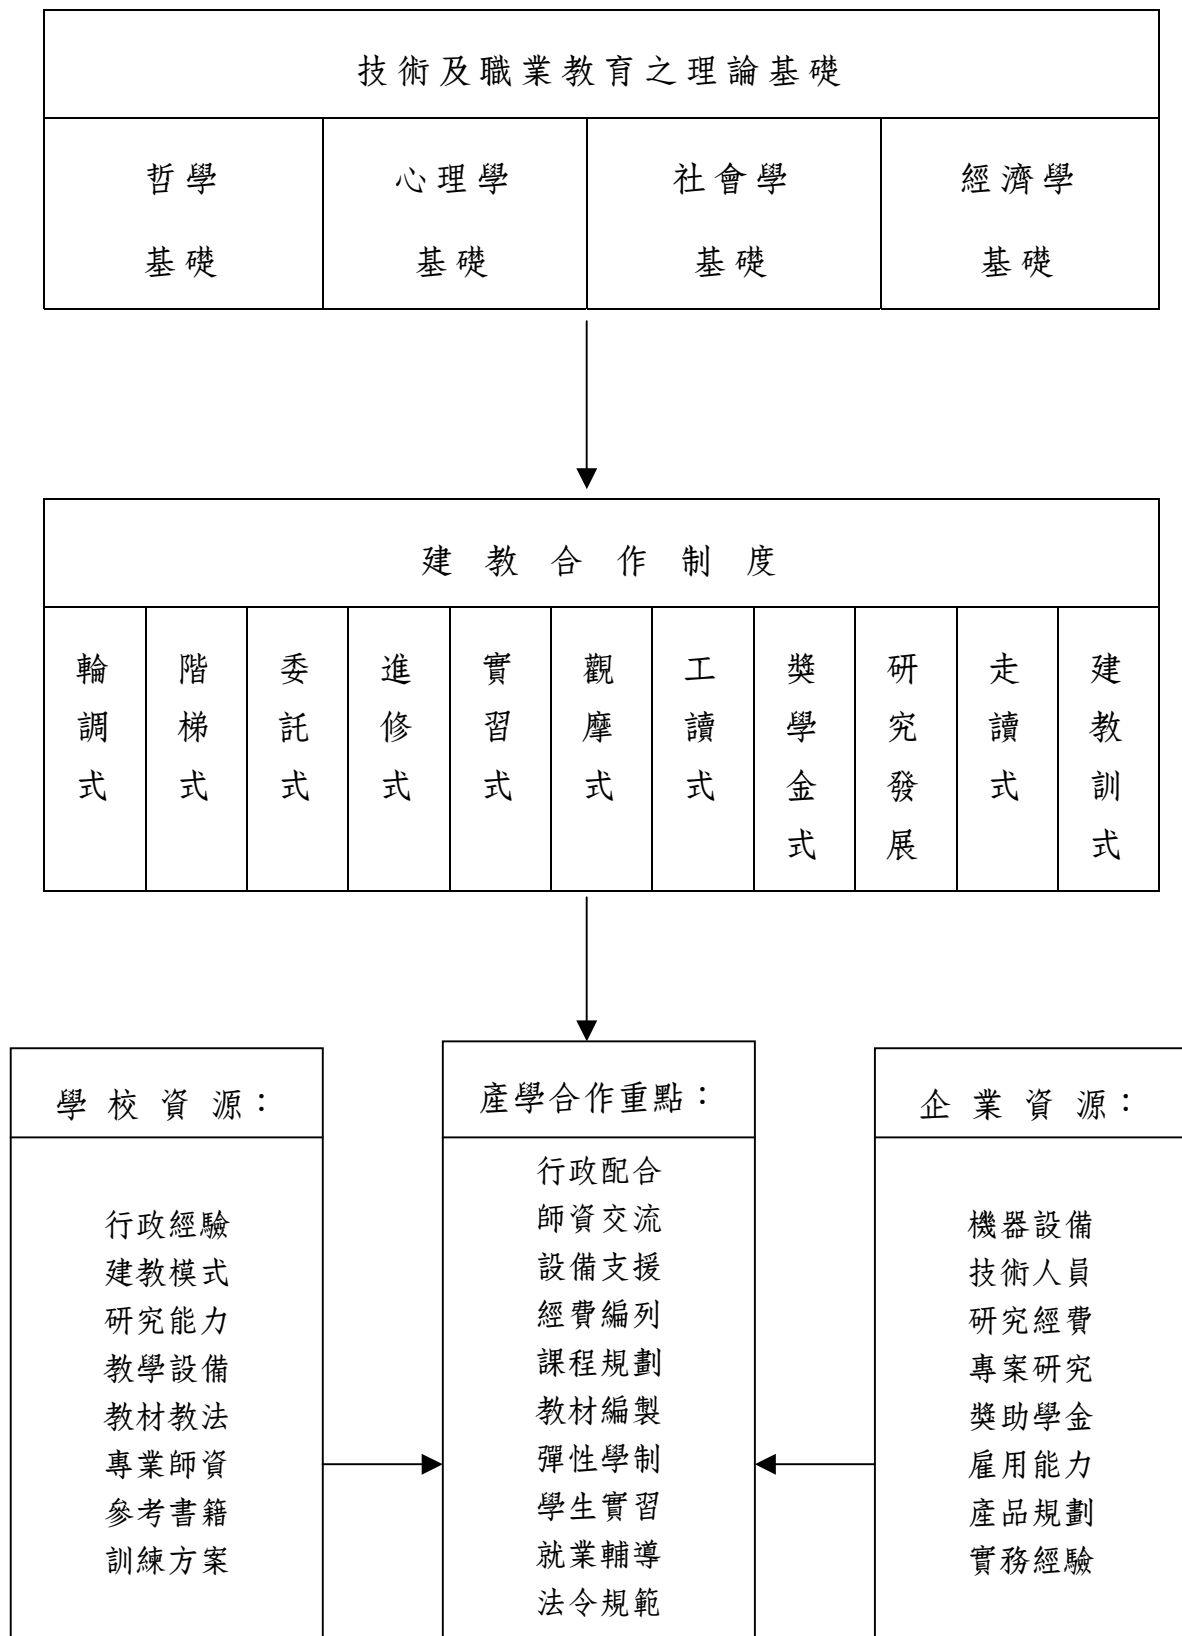 技術及職業教育之理論基礎
哲學
基礎
心理學
基礎
社會學
基礎
經濟學
基礎
建教合作制度
輪調式
階梯式
委託式
進修式
實習式
觀摩式
工讀式
獎學金式
研究發展
走讀式
建教訓式
學校資源：
行政經驗
建教模式
研究能力
教學設備
教材教法
專業師資
參考書籍
訓練方案
產學合作重點：
行政配合
師資交流
設備支援
經費編列
課程規劃
教材編製
彈性學制
學生實習
就業輔導
法令規範
企業資源：
機器設備
技術人員
研究經費
專案研究
獎助學金
雇用能力
產品規劃
實務經驗